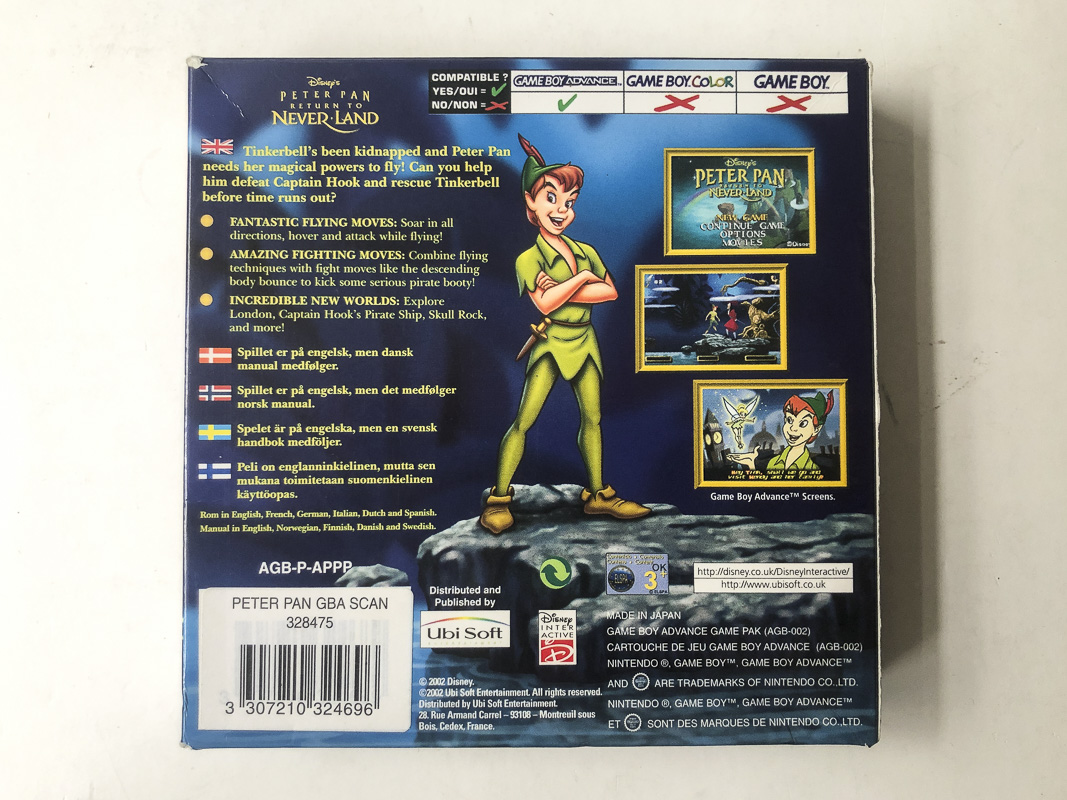 Disney's
PETER PAN
RETURN TO
NEVER·LAND
COMPATIBLE ?
YES/OUI =
NO/NON =
GAME BOY ADVANCE™
GAME BOY COLOR
GAME BOY™
Tinkerbell's been kidnapped and Peter Pan
needs her magical powers to fly! Can you help
him defeat Captain Hook and rescue Tinkerbell
before time runs out?
FANTASTIC FLYING MOVES: Soar in all
directions, hover and attack while flying!
AMAZING FIGHTING MOVES: Combine flying
techniques with fight moves like the descending
body bounce to kick some serious pirate booty!
INCREDIBLE NEW WORLDS: Explore
London, Captain Hook's Pirate Ship, Skull Rock,
and more!
Spillet er på engelsk, men dansk
manual medfølger.
Spillet er på engelsk, men det medfølger
norsk manual.
Spelet är på engelska, men en svensk
handbok medföljer.
Peli on englanninkielinen, mutta sen
mukana toimitetaan suomenkielinen
käyttöopas.
Rom in English, French, German, Italian, Dutch and Spanish.
Manual in English, Norwegian, Finnish, Danish and Swedish.
Disney's
PETER PAN
RETURN TO
NEVER·LAND
NEW GAME
CONTINUE GAME
OPTIONS
MOVIES
©Disney
visit Wendy and her family?
Game Boy Advance™ Screens.
AGB-P-APPP
PETER PAN GBA SCAN
328475
3 307210 324696
Distributed and
Published by
Ubi Soft
Disney
INTER
ACTIVE
ELSPA
OK
3+
©ELSPA
http://disney.co.uk/DisneyInteractive/
http://www.ubisoft.co.uk
© 2002 Disney.
©2002 Ubi Soft Entertainment. All rights reserved.
Distributed by Ubi Soft Entertainment.
28. Rue Armand Carrel – 93108 – Montreuil sous
Bois, Cedex, France.
MADE IN JAPAN
GAME BOY ADVANCE GAME PAK (AGB-002)
CARTOUCHE DE JEU GAME BOY ADVANCE (AGB-002)
NINTENDO ®, GAME BOY™, GAME BOY ADVANCE™
AND ARE TRADEMARKS OF NINTENDO CO.,LTD.
NINTENDO ®, GAME BOY™, GAME BOY ADVANCE™
ET SONT DES MARQUES DE NINTENDO CO.,LTD.